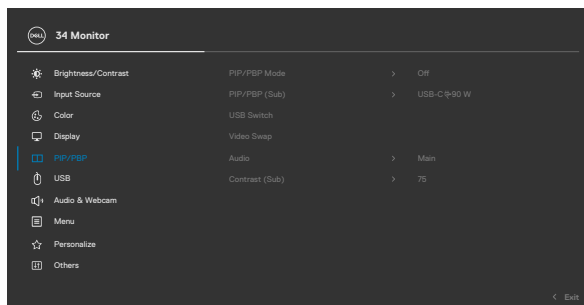 DELL 34 Monitor
Brightness/Contrast PIP/PBP Mode > Off
Input Source PIP/PBP (Sub) > USB-C 90 W
Color USB Switch
Display Video Swap
PIP/PBP Audio > Main
USB Contrast (Sub) > 75
Audio & Webcam
Menu
Personalize
Others
< Exit